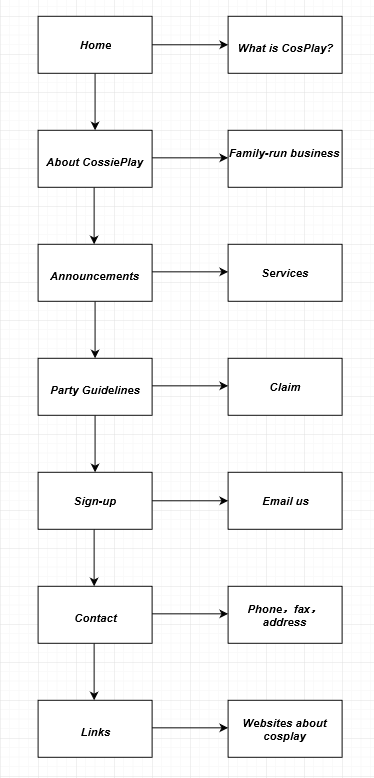 Home
What is CosPlay?
About CossiePlay
Family-run business
Announcements
Services
Party Guidelines
Claim
Sign-up
Email us
Contact
Phone，fax，
address
Links
Websites about
cosplay